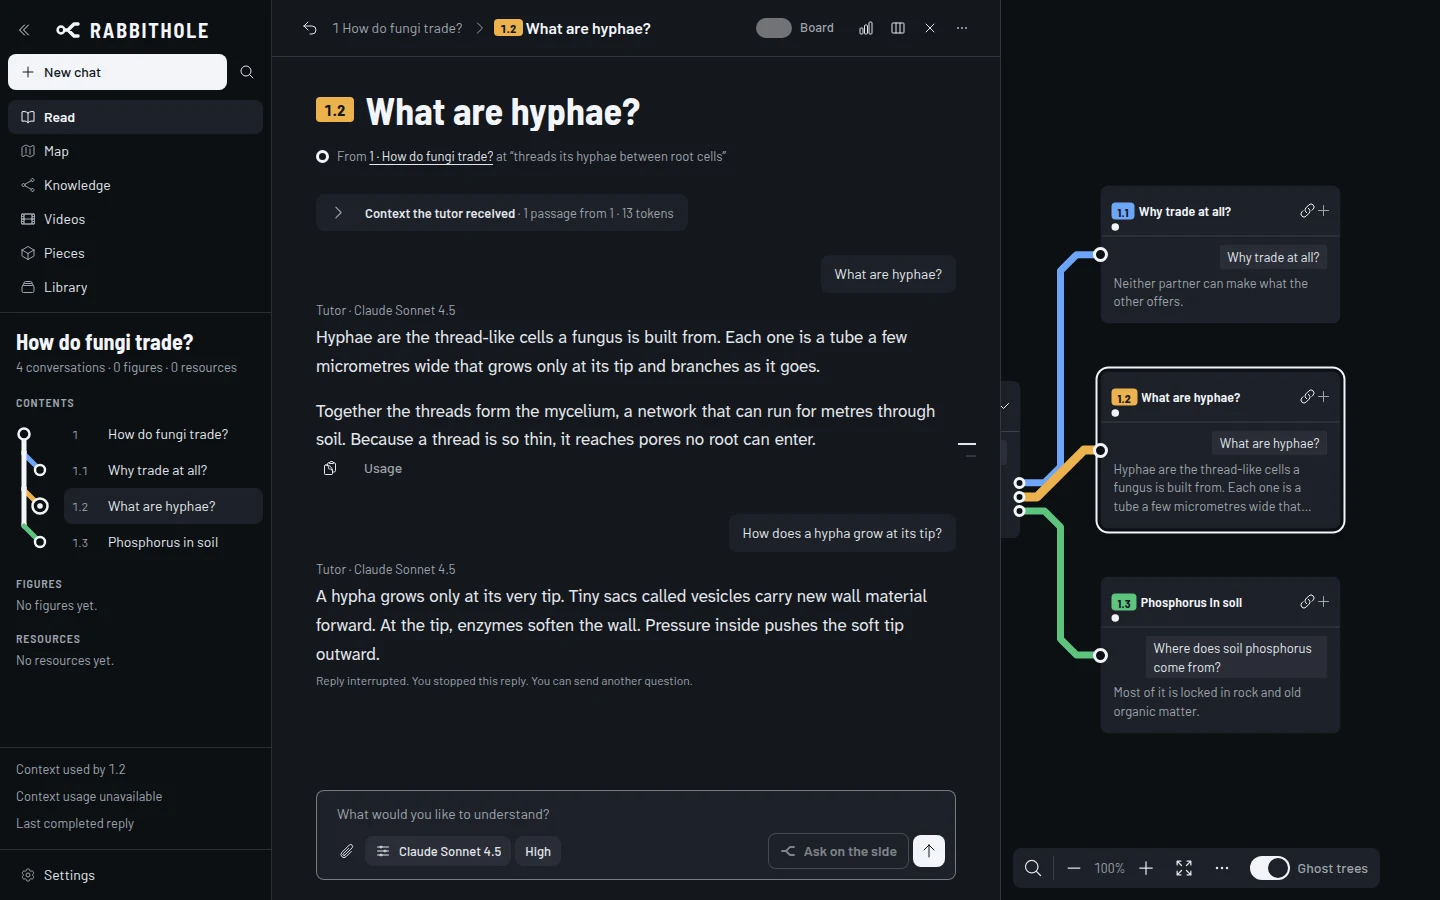 RABBITHOLE
New chat
Read
Map
Knowledge
Videos
Pieces
Library
How do fungi trade?
4 conversations · 0 figures · 0 resources
CONTENTS
1 How do fungi trade?
1.1 Why trade at all?
1.2 What are hyphae?
1.3 Phosphorus in soil
FIGURES
No figures yet.
RESOURCES
No resources yet.
Context used by 1.2
Context usage unavailable
Last completed reply
Settings
1 How do fungi trade? 1.2 What are hyphae?
Board
1.2 What are hyphae?
From 1 · How do fungi trade? at “threads its hyphae between root cells”
Context the tutor received · 1 passage from 1 · 13 tokens
What are hyphae?
Tutor · Claude Sonnet 4.5
Hyphae are the thread-like cells a fungus is built from. Each one is a tube a few
micrometres wide that grows only at its tip and branches as it goes.
Together the threads form the mycelium, a network that can run for metres through
soil. Because a thread is so thin, it reaches pores no root can enter.
Usage
How does a hypha grow at its tip?
Tutor · Claude Sonnet 4.5
A hypha grows only at its very tip. Tiny sacs called vesicles carry new wall material
forward. At the tip, enzymes soften the wall. Pressure inside pushes the soft tip
outward.
Reply interrupted. You stopped this reply. You can send another question.
What would you like to understand?
Claude Sonnet 4.5
High
Ask on the side
1.1 Why trade at all?
Why trade at all?
Neither partner can make what the
other offers.
1.2 What are hyphae?
What are hyphae?
Hyphae are the thread-like cells a
fungus is built from. Each one is a
tube a few micrometres wide that...
1.3 Phosphorus in soil
Where does soil phosphorus
come from?
Most of it is locked in rock and old
organic matter.
100%
Ghost trees